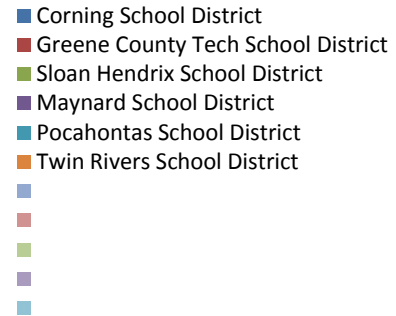 Corning School District
Greene County Tech School District
Sloan Hendrix School District
Maynard School District
Pocahontas School District
Twin Rivers School District